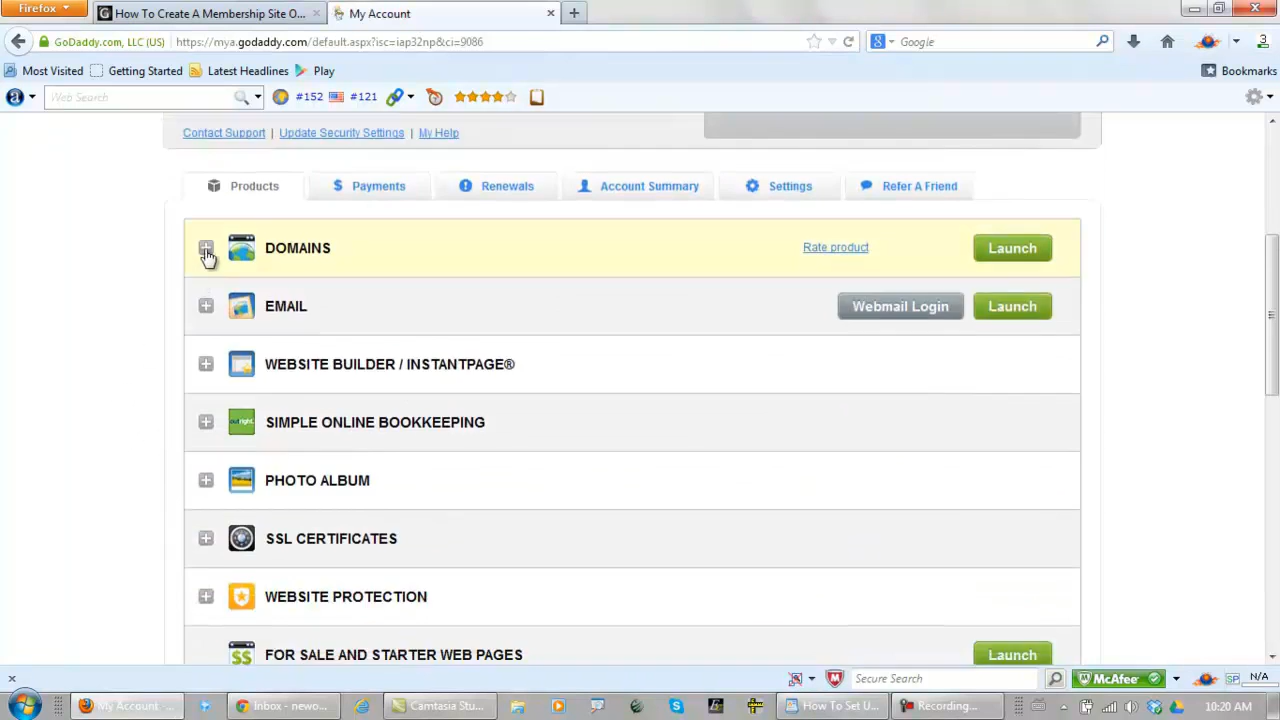 Firefox
How To Create A Membership Site O...
My Account
GoDaddy.com, LLC (US)
https://mya.godaddy.com/default.aspx?isc=iap32np&ci=9086
Google
3
Most Visited
Getting Started
Latest Headlines
Play
Bookmarks
Web Search
#152
#121
Contact Support | Update Security Settings | My Help
Products
Payments
Renewals
Account Summary
Settings
Refer A Friend
DOMAINS
Rate product
Launch
EMAIL
Webmail Login
Launch
WEBSITE BUILDER / INSTANTPAGE®
SIMPLE ONLINE BOOKKEEPING
PHOTO ALBUM
SSL CERTIFICATES
WEBSITE PROTECTION
FOR SALE AND STARTER WEB PAGES
Launch
Secure Search
McAfee
SP
N/A
My Account - ...
Inbox - newo...
Camtasia Stu...
How To Set U...
Recording...
10:20 AM